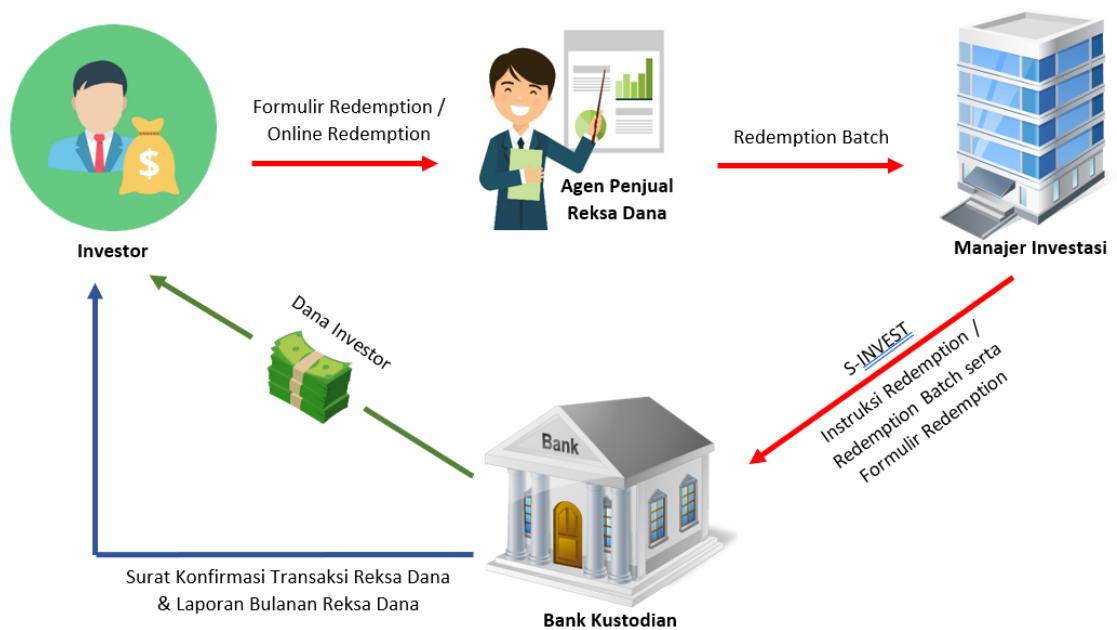 Formulir Redemption /
Online Redemption
Redemption Batch
Agen Penjual
Reksa Dana
Investor
Manajer Investasi
Dana Investor
S-INVEST
Instruksi Redemption /
Redemption Batch serta
Formulir Redemption
Bank
Surat Konfirmasi Transaksi Reksa Dana
& Laporan Bulanan Reksa Dana
Bank Kustodian